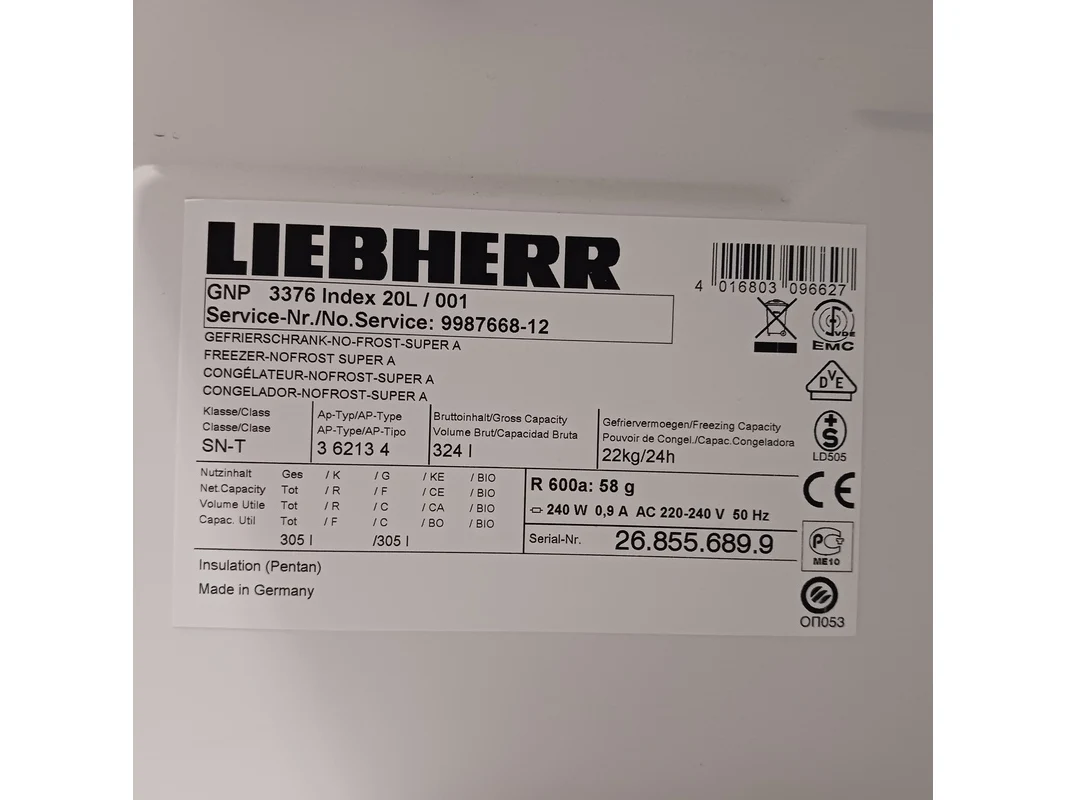 LIEBHERR
GNP 3376 Index 20L / 001
Service-Nr./No.Service: 9987668-12
GEFRIERSCHRANK-NO-FROST-SUPER A
FREEZER-NOFROST SUPER A
CONGÉLATEUR-NOFROST-SUPER A
CONGELADOR-NOFROST-SUPER A
4 016803 096627
VDE
EMC
DVE
+S
LD505
CE
PC
ME10
ОП053
Klasse/Class
Classe/Clase
SN-T
Ap-Typ/AP-Type
AP-Type/AP-Tipo
3 6213 4
Bruttoinhalt/Gross Capacity
Volume Brut/Capacidad Bruta
324 l
Gefriervermoegen/Freezing Capacity
Pouvoir de Congel./Capac.Congeladora
22kg/24h
Nutzinhalt Ges / K / G / KE / BIO
Net.Capacity Tot / R / F / CE / BIO
Volume Utile Tot / R / C / CA / BIO
Capac. Util Tot / F / C / BO / BIO
305 l /305 l
R 600a: 58 g
240 W 0,9 A AC 220-240 V 50 Hz
Serial-Nr. 26.855.689.9
Insulation (Pentan)
Made in Germany